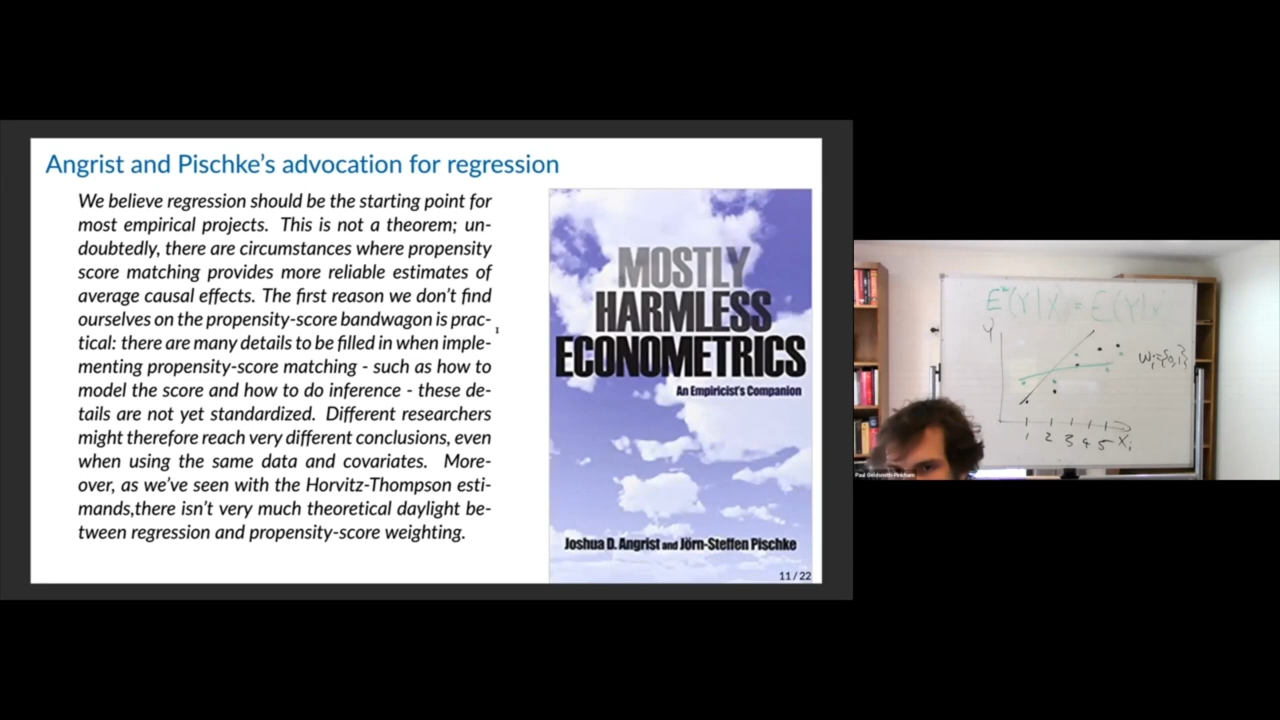 Angrist and Pischke's advocation for regression
We believe regression should be the starting point for
most empirical projects. This is not a theorem; un-
doubtedly, there are circumstances where propensity
score matching provides more reliable estimates of
average causal effects. The first reason we don't find
ourselves on the propensity-score bandwagon is prac-
tical: there are many details to be filled in when imple-
menting propensity-score matching - such as how to
model the score and how to do inference - these de-
tails are not yet standardized. Different researchers
might therefore reach very different conclusions, even
when using the same data and covariates. More-
over, as we've seen with the Horvitz-Thompson esti-
mands,there isn't very much theoretical daylight be-
tween regression and propensity-score weighting.
MOSTLY
HARMLESS
ECONOMETRICS
An Empiricist's Companion
Joshua D. Angrist and Jörn-Steffen Pischke
11 / 22
E*(Y|X) = E(Y|X
Y
W_i={0,1}
1 2 3 4 5 X_i
Paul Goldsmith-Pinkham